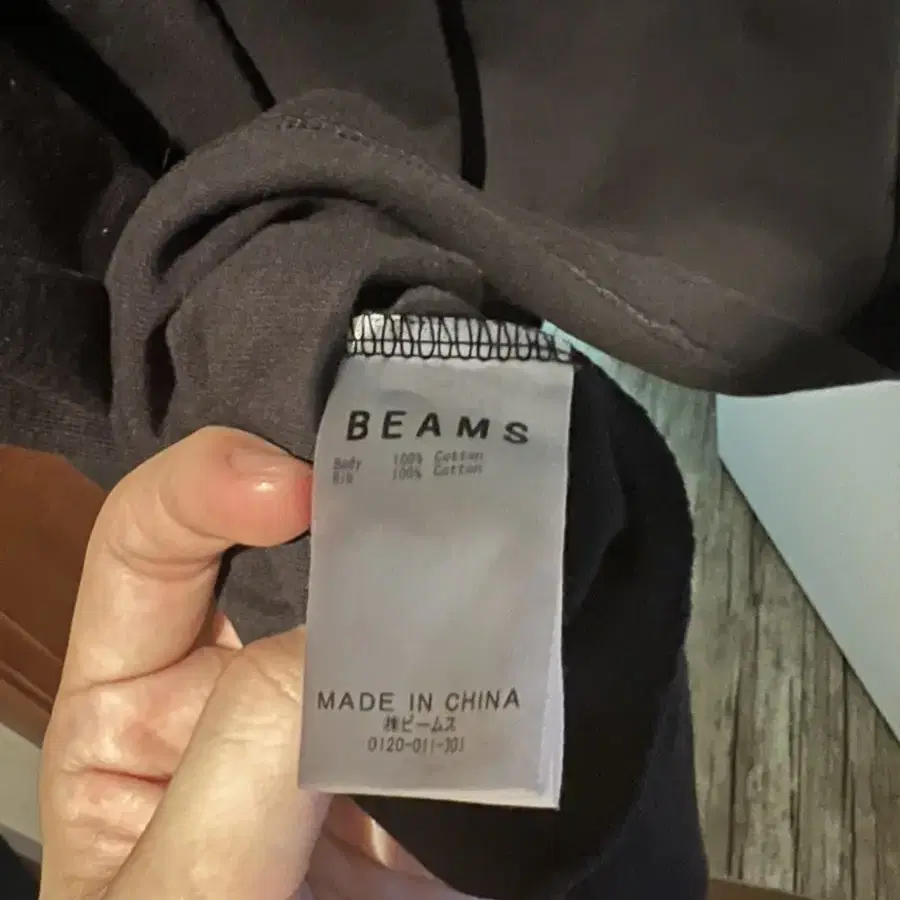 BEAMS
Body 100% Cotton
Rib 100% Cotton
MADE IN CHINA
㈱ビームス
0120-011-301